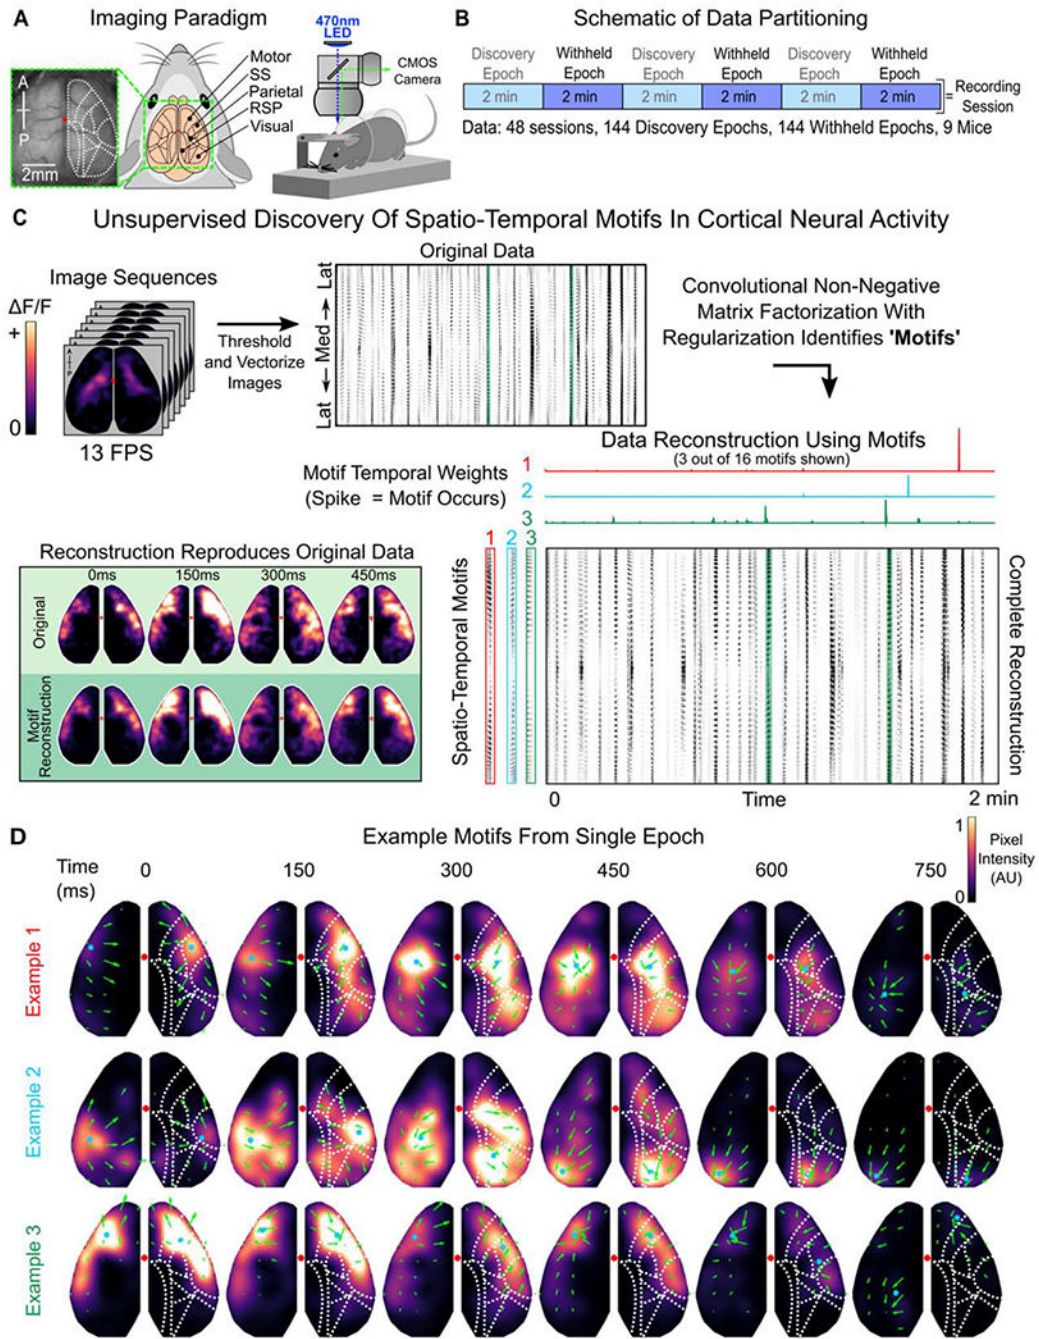 A
Imaging Paradigm
470nm
LED
CMOS
Camera
Motor
SS
Parietal
RSP
Visual
A
P
2mm
B
Schematic of Data Partitioning
Discovery Epoch
Withheld Epoch
Discovery Epoch
Withheld Epoch
Discovery Epoch
Withheld Epoch
2 min
2 min
2 min
2 min
2 min
2 min
= Recording Session
Data: 48 sessions, 144 Discovery Epochs, 144 Withheld Epochs, 9 Mice
C
Unsupervised Discovery Of Spatio-Temporal Motifs In Cortical Neural Activity
Image Sequences
ΔF/F
+
0
A
P
13 FPS
Threshold
and Vectorize
Images
Original Data
Lat
Med
Lat
Convolutional Non-Negative
Matrix Factorization With
Regularization Identifies 'Motifs'
Data Reconstruction Using Motifs
(3 out of 16 motifs shown)
Motif Temporal Weights
(Spike = Motif Occurs)
1
2
3
Reconstruction Reproduces Original Data
0ms 150ms 300ms 450ms
Original
Motif
Reconstruction
1 2 3
Spatio-Temporal Motifs
Complete Reconstruction
0 Time 2 min
D
Example Motifs From Single Epoch
1
0
Pixel
Intensity
(AU)
Time
(ms)
0 150 300 450 600 750
Example 1
Example 2
Example 3